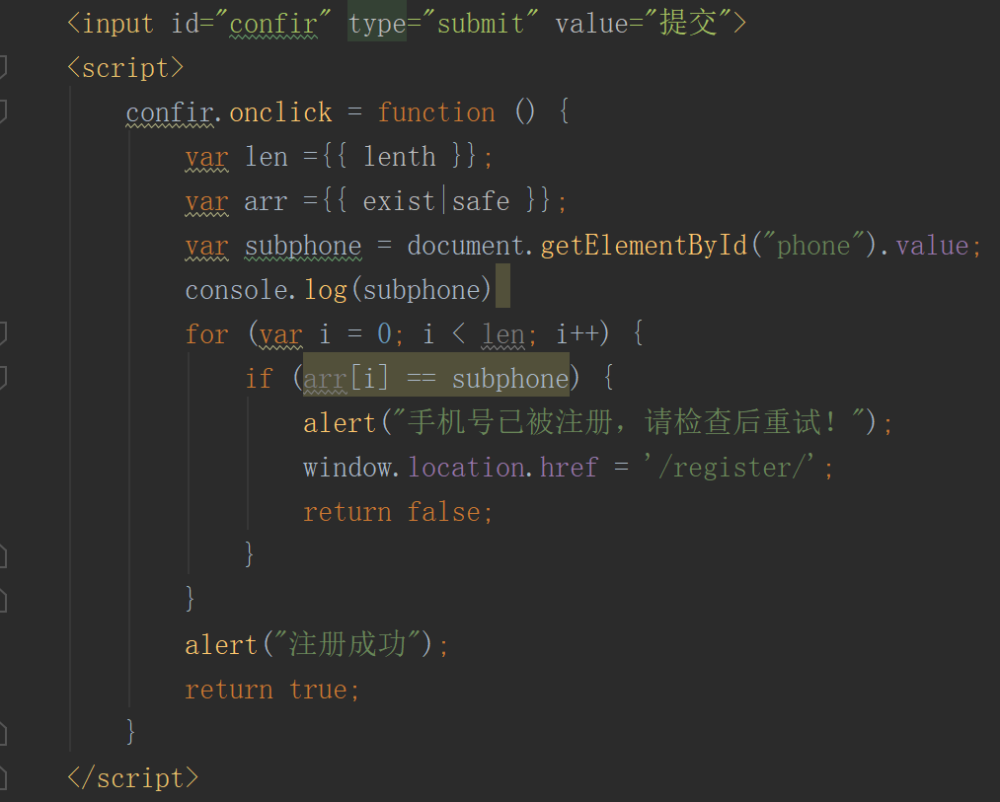 <input id="confir" type="submit" value="提交">
<script>
confir.onclick = function () {
var len ={{ lenth }};
var arr ={{ exist|safe }};
var subphone = document.getElementById("phone").value;
console.log(subphone)
for (var i = 0; i < len; i++) {
if (arr[i] == subphone) {
alert("手机号已被注册，请检查后重试！");
window.location.href = '/register/';
return false;
}
}
alert("注册成功");
return true;
}
</script>